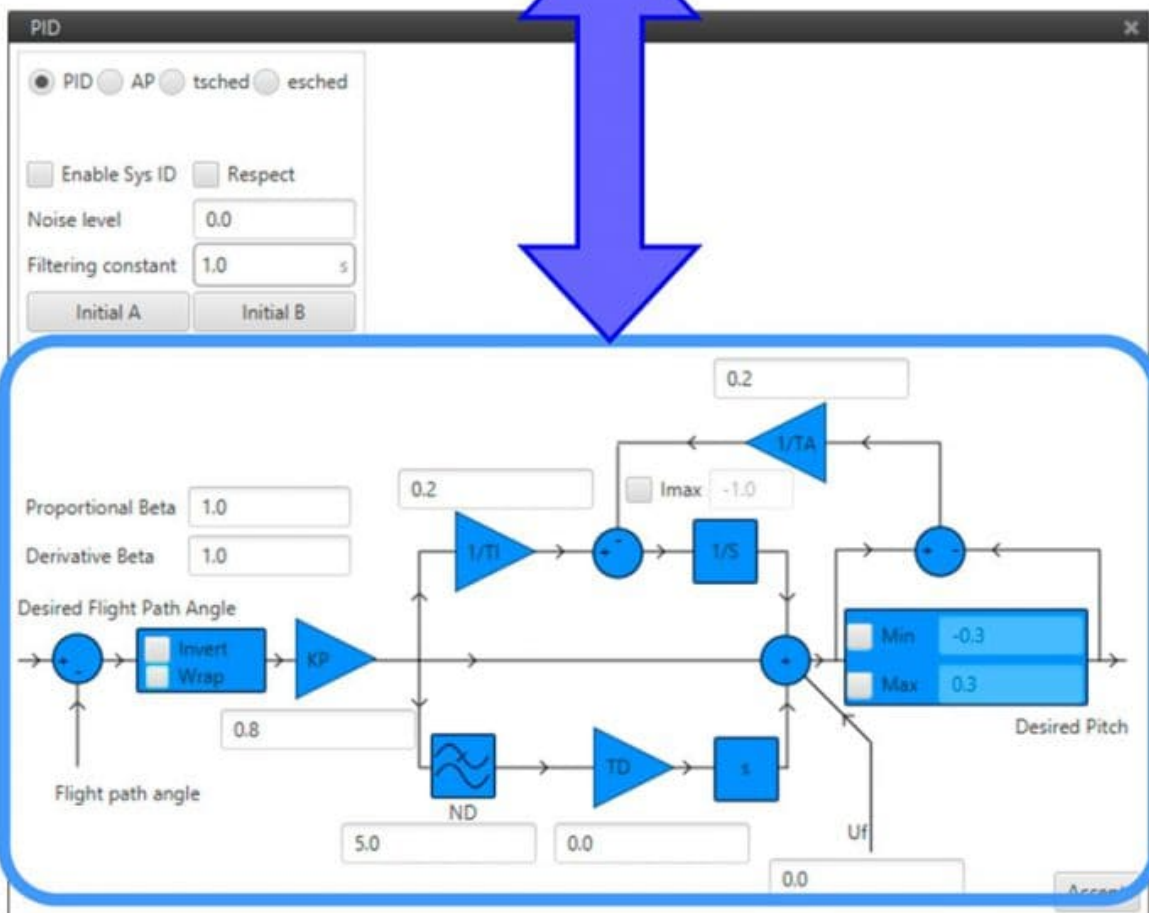 PID
PID AP tsched esched
Enable Sys ID Respect
Noise level 0.0
Filtering constant 1.0 s
Initial A Initial B
0.2
1/TA
0.2
Imax -1.0
Proportional Beta 1.0
1/TI + - 1/S + -
Derivative Beta 1.0
Desired Flight Path Angle
Invert
Min -0.3
+ - KP +
Wrap
Max 0.3
0.8
Desired Pitch
TD s
Flight path angle
ND
Uf
5.0 0.0
0.0
Accept